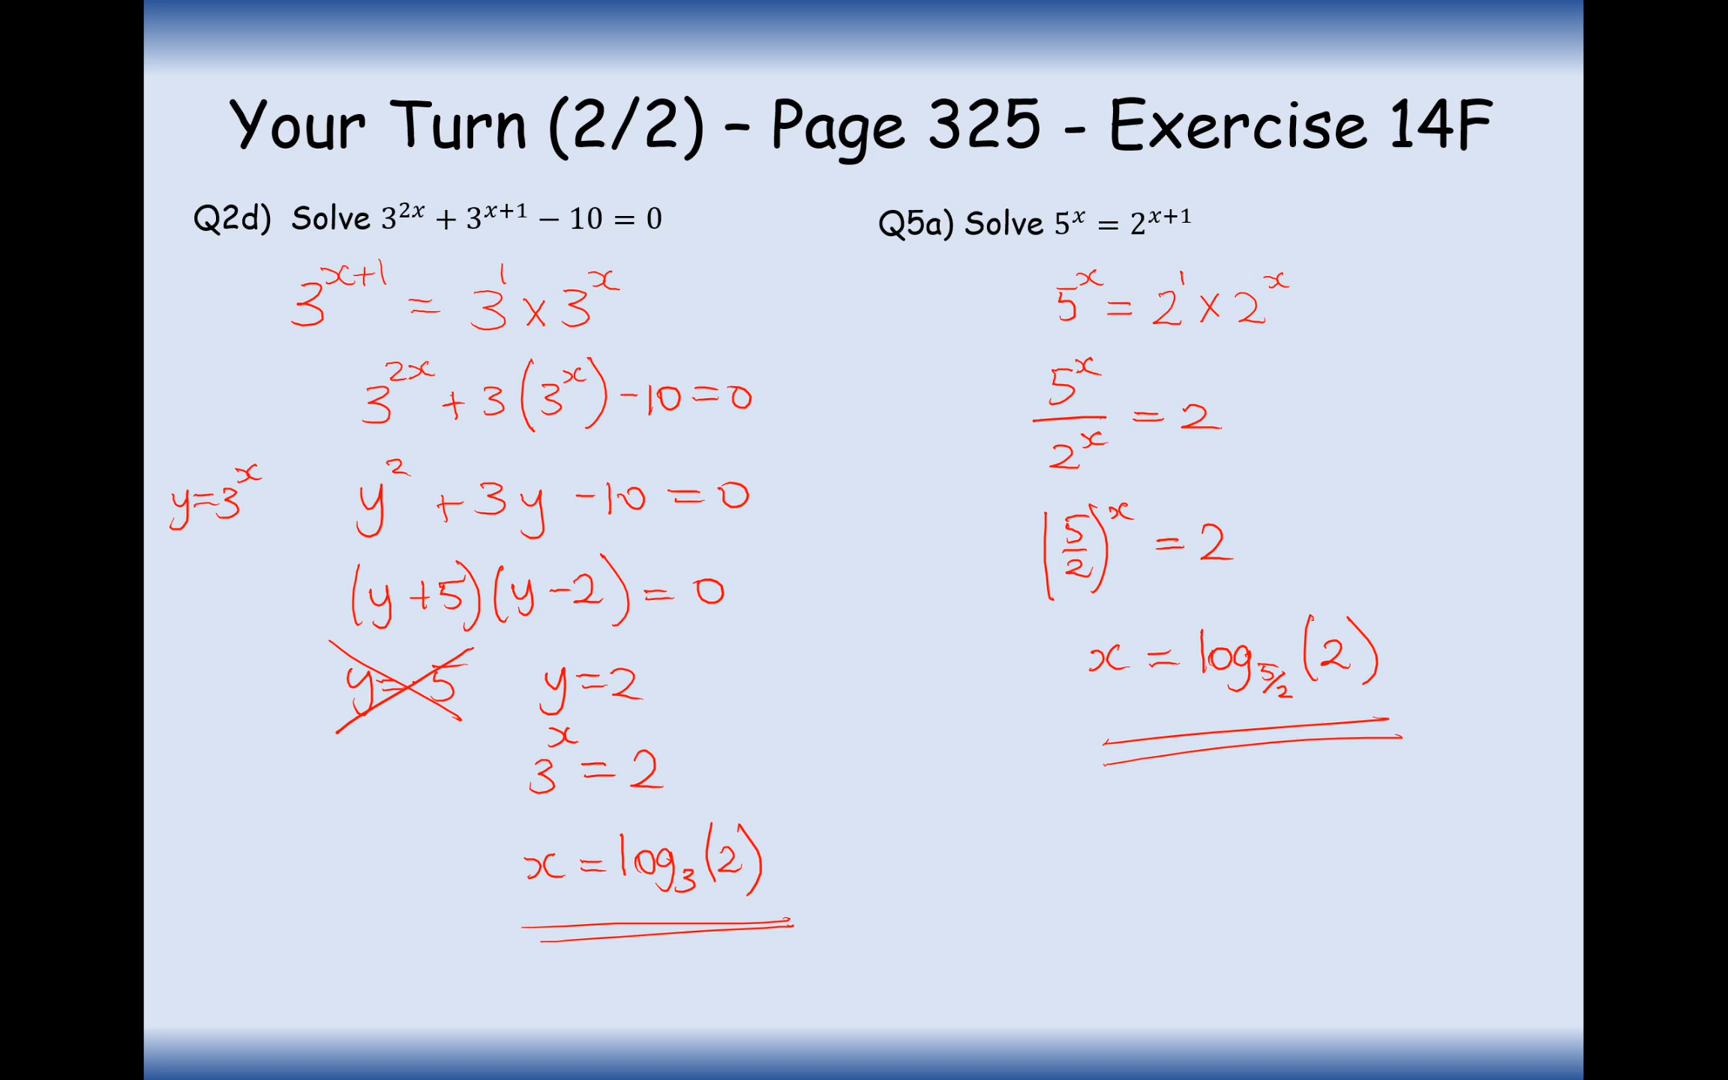 Your Turn (2/2) – Page 325 - Exercise 14F
Q2d) Solve 3^{2x} + 3^{x+1} − 10 = 0
3^{x+1} = 3^1 × 3^x
3^{2x} + 3(3^x) − 10 = 0
y = 3^x
y^2 + 3y − 10 = 0
(y + 5)(y − 2) = 0
y = −5
y = 2
3^x = 2
x = log_3(2)
Q5a) Solve 5^x = 2^{x+1}
5^x = 2^1 × 2^x
5^x / 2^x = 2
(5/2)^x = 2
x = log_{5/2}(2)